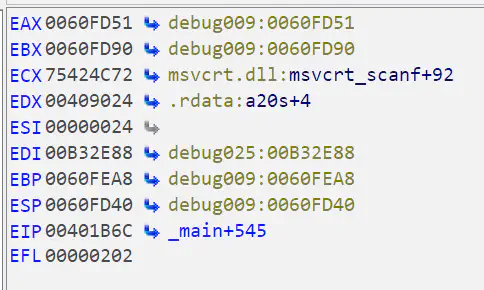 EAX 0060FD51 debug009:0060FD51
EBX 0060FD90 debug009:0060FD90
ECX 75424C72 msvcrt.dll:msvcrt_scanf+92
EDX 00409024 .rdata:a20s+4
ESI 00000024
EDI 00B32E88 debug025:00B32E88
EBP 0060FEA8 debug009:0060FEA8
ESP 0060FD40 debug009:0060FD40
EIP 00401B6C _main+545
EFL 00000202